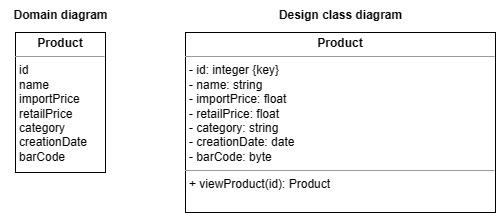 Domain diagram
Product
id
name
importPrice
retailPrice
category
creationDate
barCode
Design class diagram
Product
- id: integer {key}
- name: string
- importPrice: float
- retailPrice: float
- category: string
- creationDate: date
- barCode: byte
+ viewProduct(id): Product